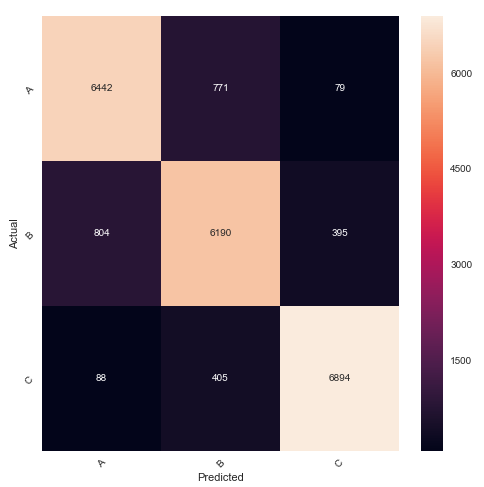 A 6442 771 79
B 804 6190 395
C 88 405 6894
A B C
Actual
Predicted
6000
4500
3000
1500